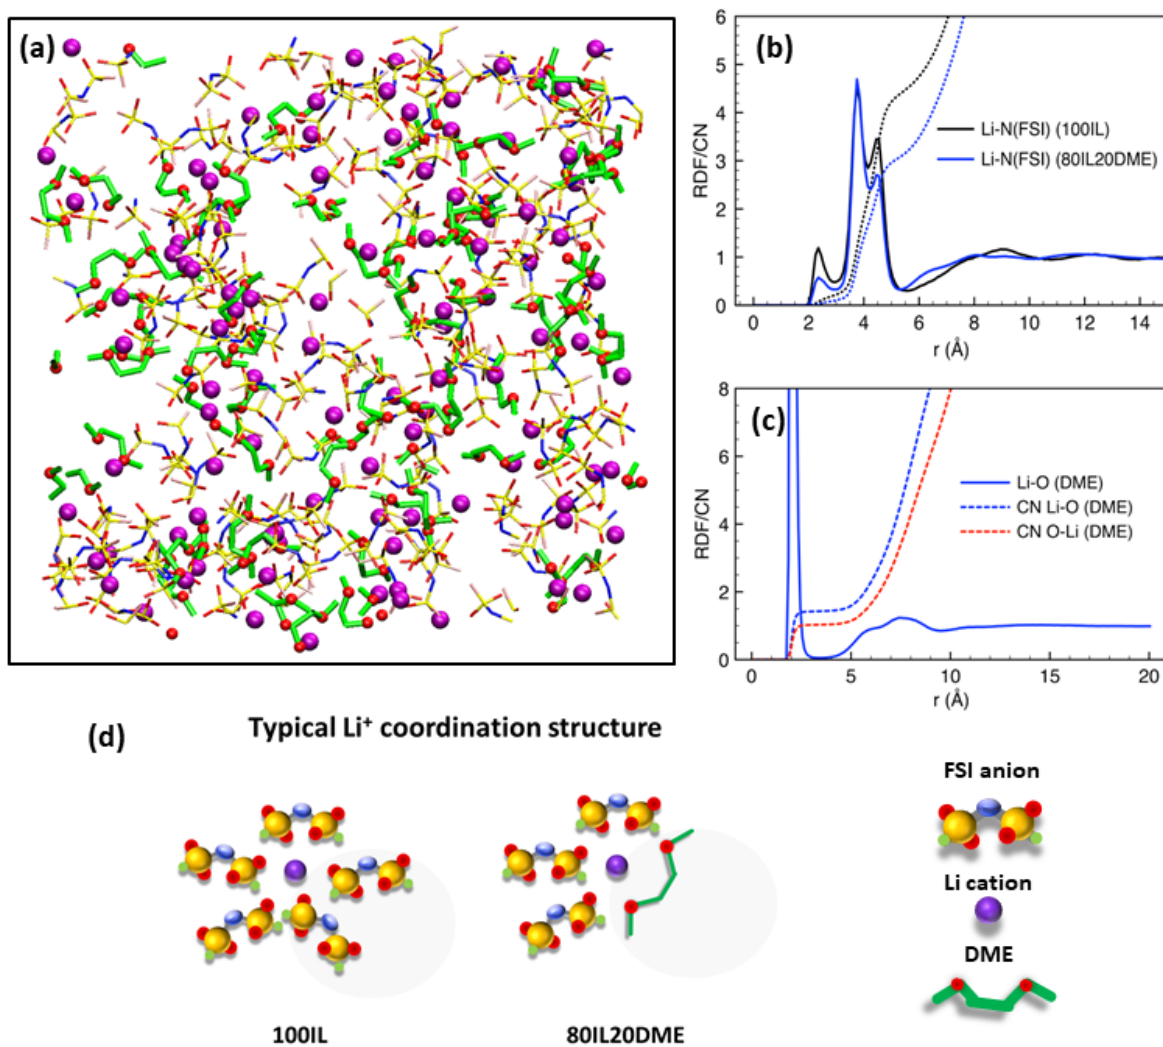 (a)
(b)
RDF/CN
6
5
4
3
2
1
0
Li-N(FSI) (100IL)
Li-N(FSI) (80IL20DME)
0 2 4 6 8 10 12 14
r (Å)
(c)
RDF/CN
8
6
4
2
0
Li-O (DME)
CN Li-O (DME)
CN O-Li (DME)
0 5 10 15 20
r (Å)
(d)
Typical Li⁺ coordination structure
100IL
80IL20DME
FSI anion
Li cation
DME